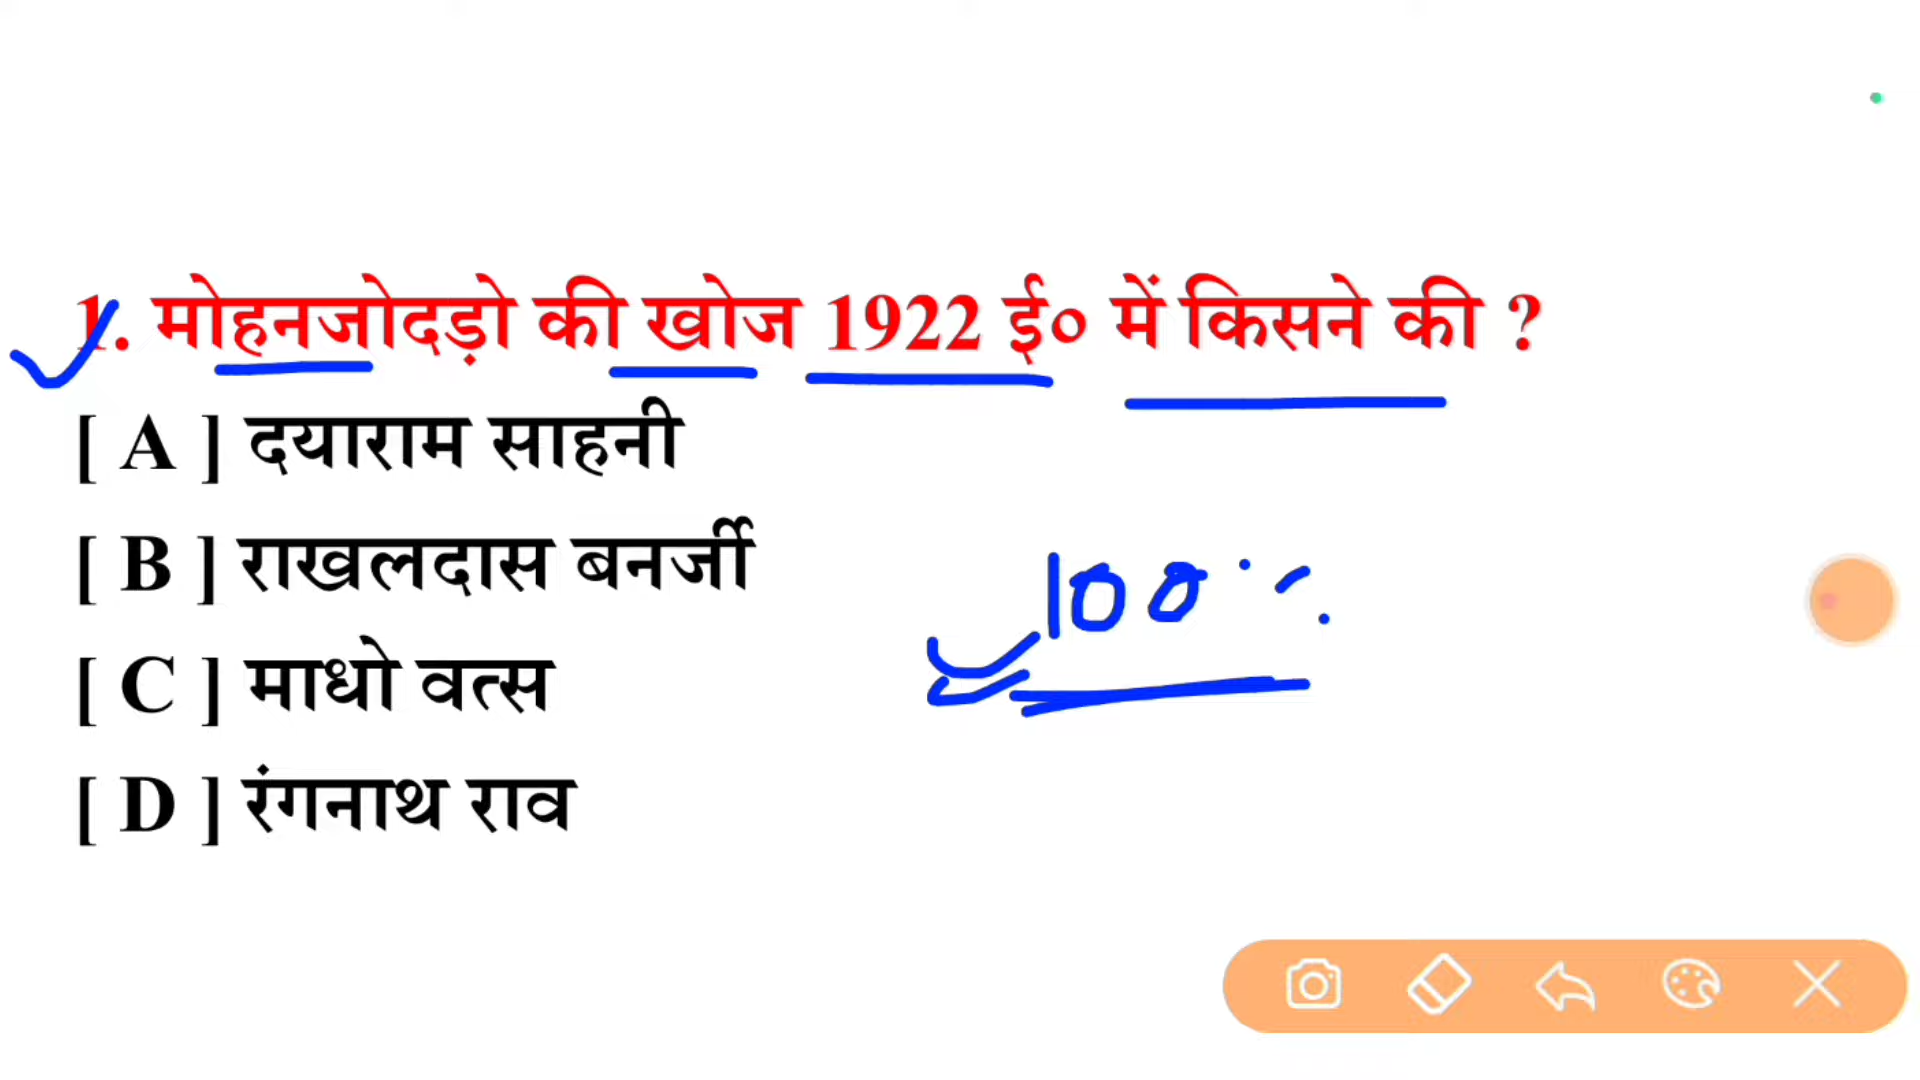 1. मोहनजोदड़ो की खोज 1922 ई० में किसने की ?
[ A ] दयाराम साहनी
[ B ] राखलदास बनर्जी
100%
[ C ] माधो वत्स
[ D ] रंगनाथ राव